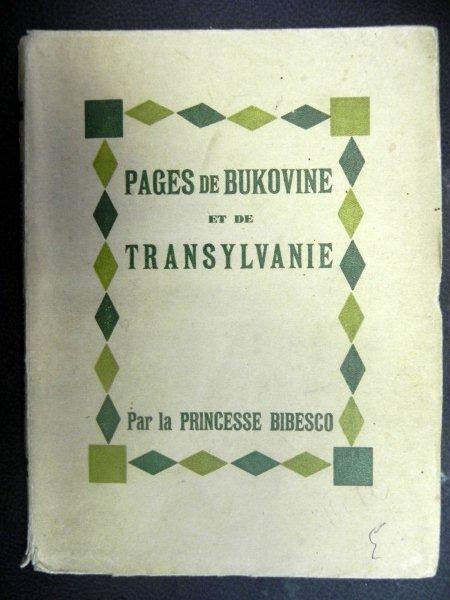 PAGES DE BUKOVINE
ET DE
TRANSYLVANIE
Par la PRINCESSE BIBESCO